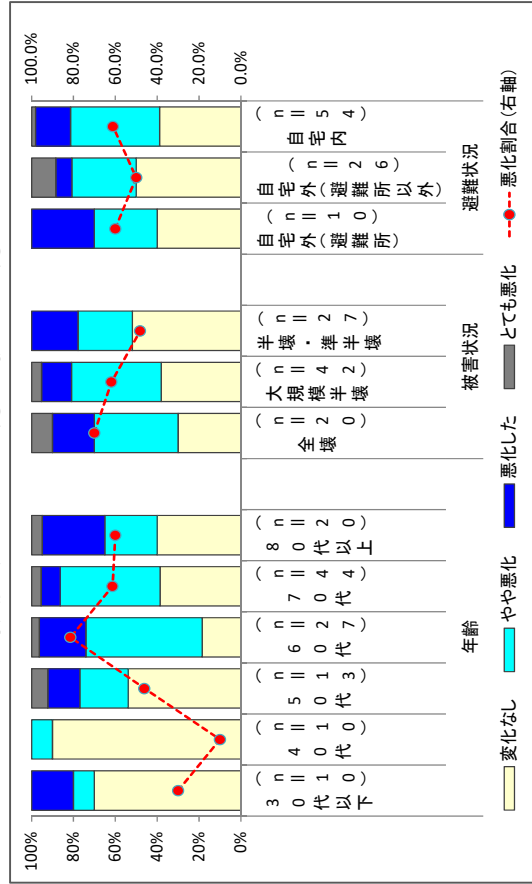 100%
80%
60%
40%
20%
0%
100.0%
80.0%
60.0%
40.0%
20.0%
0.0%
30代以下
(n=10)
40代
(n=10)
50代
(n=13)
60代
(n=27)
70代
(n=44)
80代以上
(n=20)
全壊
(n=20)
大規模半壊
(n=42)
半壊・準半壊
(n=27)
自宅外(避難所)
(n=10)
自宅外(避難所以外)
(n=26)
自宅内
(n=54)
年齢
被害状況
避難状況
変化なし
やや悪化
悪化した
とても悪化
悪化割合(右軸)